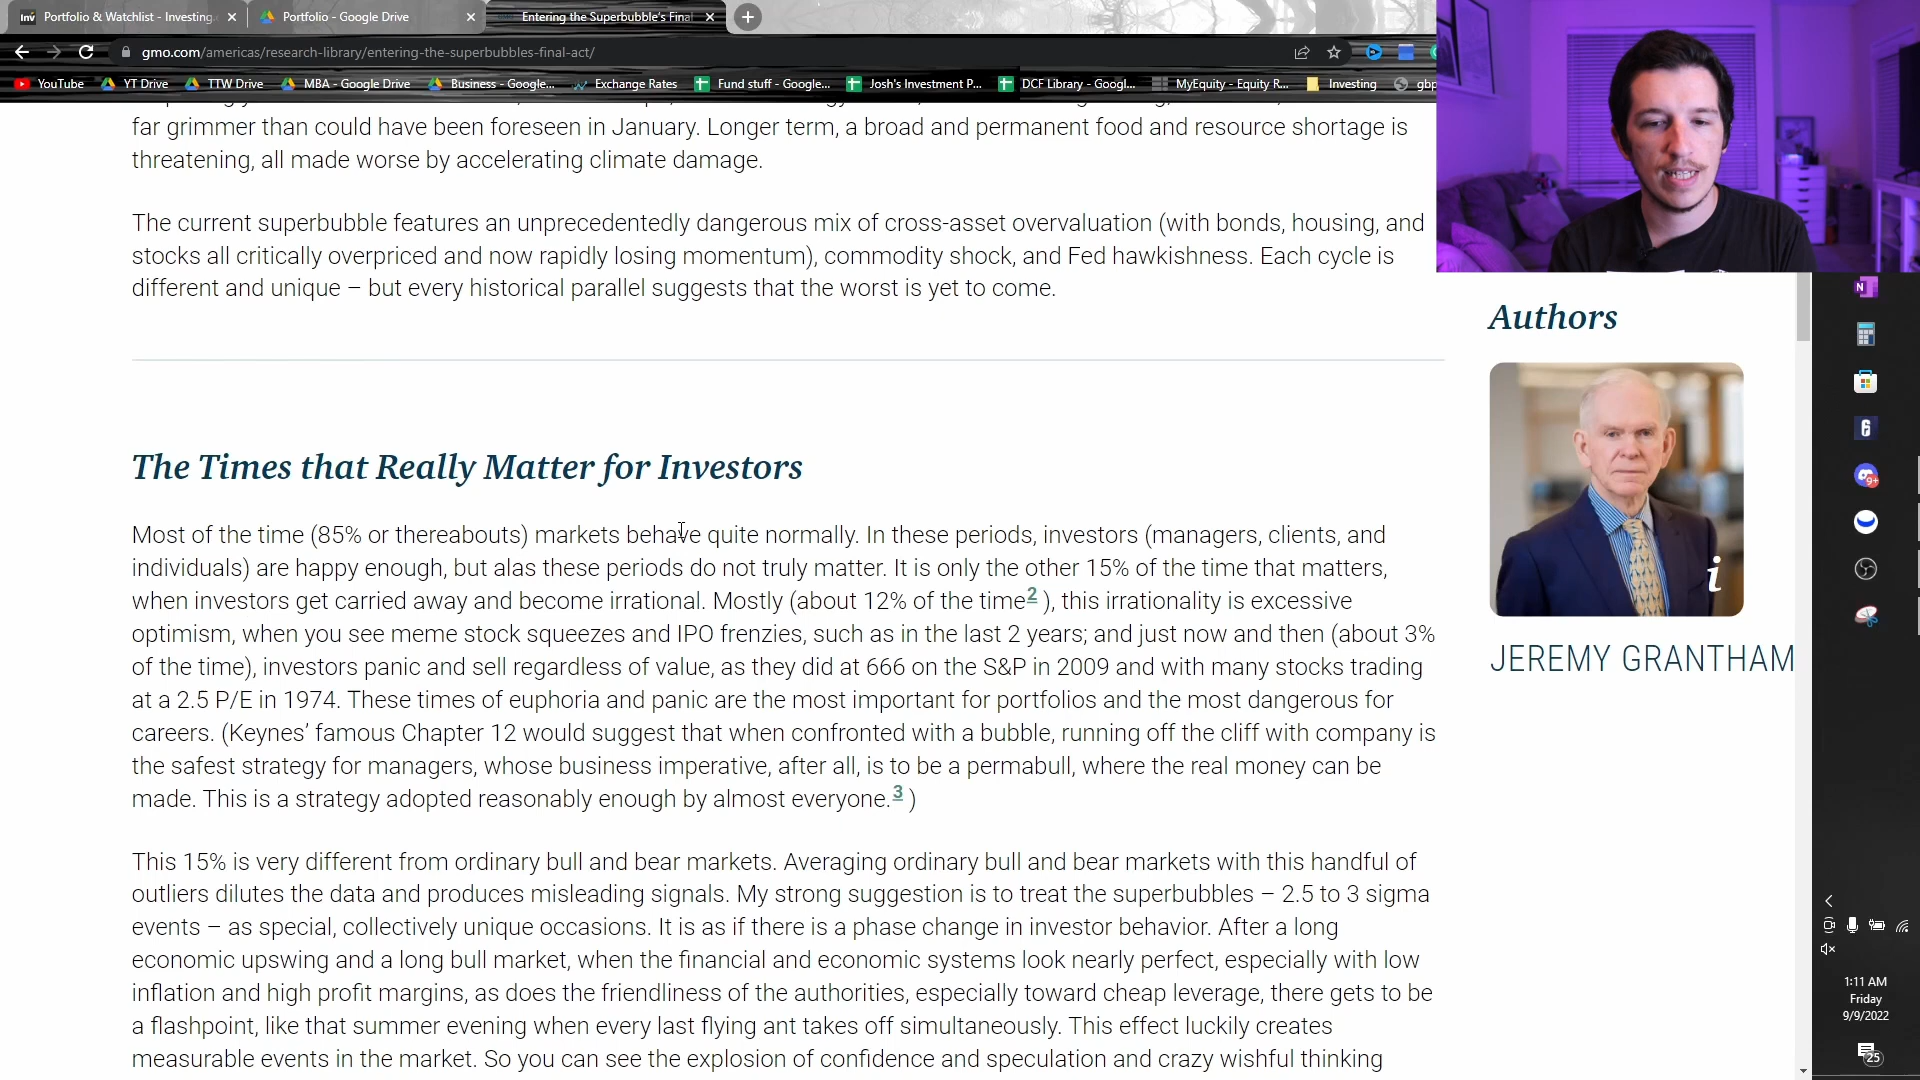 Portfolio & Watchlist - Investing.
Portfolio - Google Drive
Entering the Superbubble's Final
gmo.com/americas/research-library/entering-the-superbubbles-final-act/
YouTube
YT Drive
TTW Drive
MBA - Google Drive
Business - Google...
Exchange Rates
Fund stuff - Google...
Josh's Investment P...
DCF Library - Googl...
MyEquity - Equity R...
Investing
gbp
far grimmer than could have been foreseen in January. Longer term, a broad and permanent food and resource shortage is
threatening, all made worse by accelerating climate damage.
The current superbubble features an unprecedentedly dangerous mix of cross-asset overvaluation (with bonds, housing, and
stocks all critically overpriced and now rapidly losing momentum), commodity shock, and Fed hawkishness. Each cycle is
different and unique – but every historical parallel suggests that the worst is yet to come.
The Times that Really Matter for Investors
Most of the time (85% or thereabouts) markets behave quite normally. In these periods, investors (managers, clients, and
individuals) are happy enough, but alas these periods do not truly matter. It is only the other 15% of the time that matters,
when investors get carried away and become irrational. Mostly (about 12% of the time2 ), this irrationality is excessive
optimism, when you see meme stock squeezes and IPO frenzies, such as in the last 2 years; and just now and then (about 3%
of the time), investors panic and sell regardless of value, as they did at 666 on the S&P in 2009 and with many stocks trading
at a 2.5 P/E in 1974. These times of euphoria and panic are the most important for portfolios and the most dangerous for
careers. (Keynes' famous Chapter 12 would suggest that when confronted with a bubble, running off the cliff with company is
the safest strategy for managers, whose business imperative, after all, is to be a permabull, where the real money can be
made. This is a strategy adopted reasonably enough by almost everyone.3 )
This 15% is very different from ordinary bull and bear markets. Averaging ordinary bull and bear markets with this handful of
outliers dilutes the data and produces misleading signals. My strong suggestion is to treat the superbubbles – 2.5 to 3 sigma
events – as special, collectively unique occasions. It is as if there is a phase change in investor behavior. After a long
economic upswing and a long bull market, when the financial and economic systems look nearly perfect, especially with low
inflation and high profit margins, as does the friendliness of the authorities, especially toward cheap leverage, there gets to be
a flashpoint, like that summer evening when every last flying ant takes off simultaneously. This effect luckily creates
measurable events in the market. So you can see the explosion of confidence and speculation and crazy wishful thinking
Authors
i
JEREMY GRANTHAM
N
6
9+
1:11 AM
Friday
9/9/2022
25